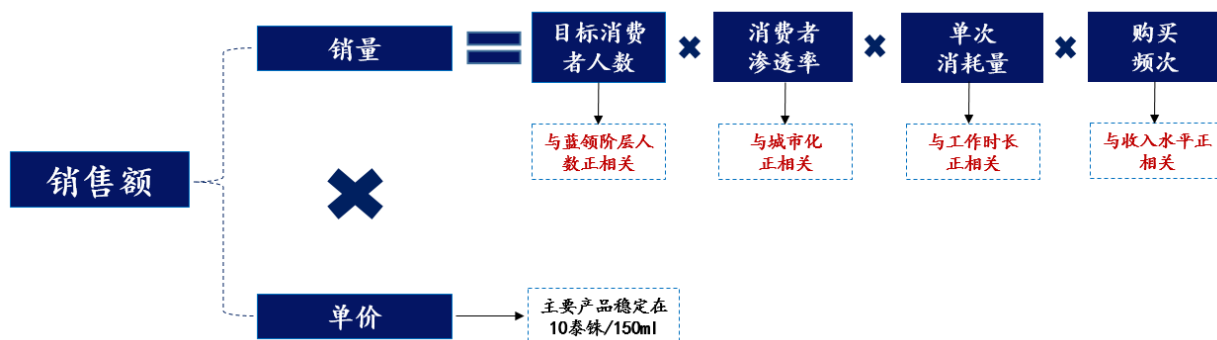 销售额
销量
目标消费
者人数
消费者
渗透率
单次
消耗量
购买
频次
与蓝领阶层人
数正相关
与城市化
正相关
与工作时长
正相关
与收入水平正
相关
单价
主要产品稳定在
10泰铢/150ml